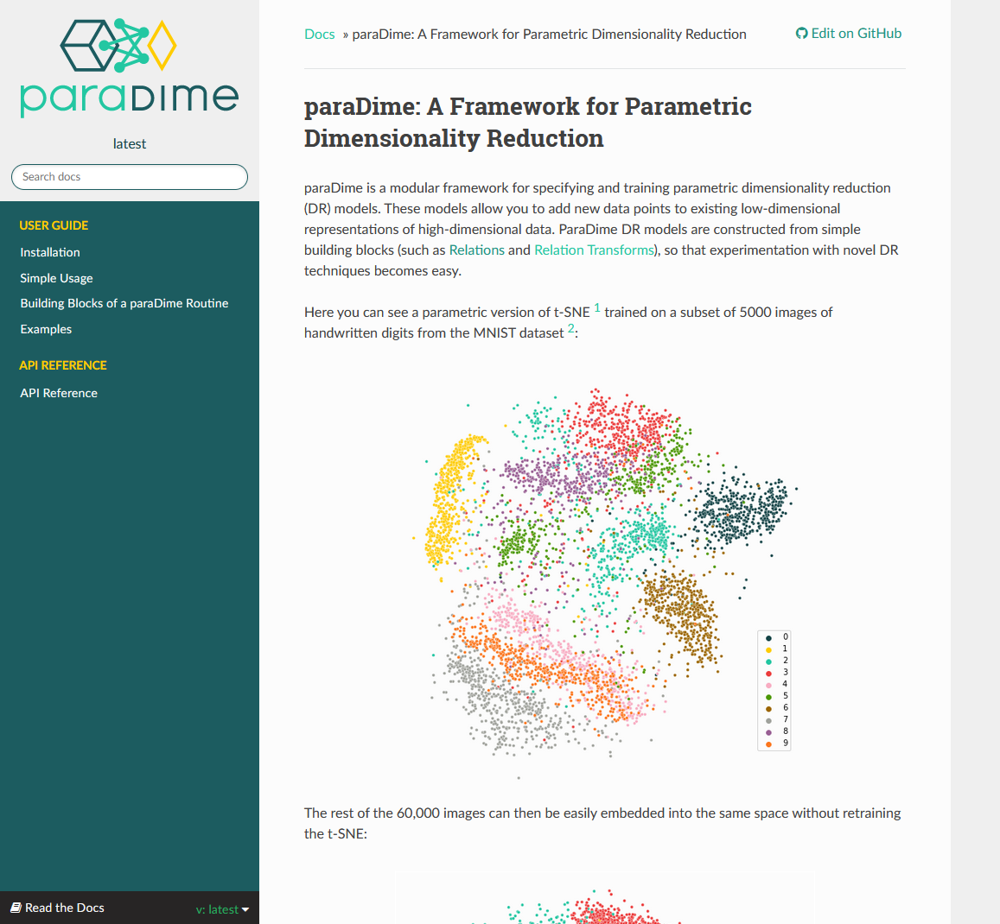 paraDime
latest
Search docs
USER GUIDE
Installation
Simple Usage
Building Blocks of a paraDime Routine
Examples
API REFERENCE
API Reference
Read the Docs
v: latest
Docs » paraDime: A Framework for Parametric Dimensionality Reduction
Edit on GitHub
paraDime: A Framework for Parametric
Dimensionality Reduction
paraDime is a modular framework for specifying and training parametric dimensionality reduction
(DR) models. These models allow you to add new data points to existing low-dimensional
representations of high-dimensional data. ParaDime DR models are constructed from simple
building blocks (such as Relations and Relation Transforms), so that experimentation with novel DR
techniques becomes easy.
Here you can see a parametric version of t-SNE 1 trained on a subset of 5000 images of
handwritten digits from the MNIST dataset 2:
0
1
2
3
4
5
6
7
8
9
The rest of the 60,000 images can then be easily embedded into the same space without retraining
the t-SNE: